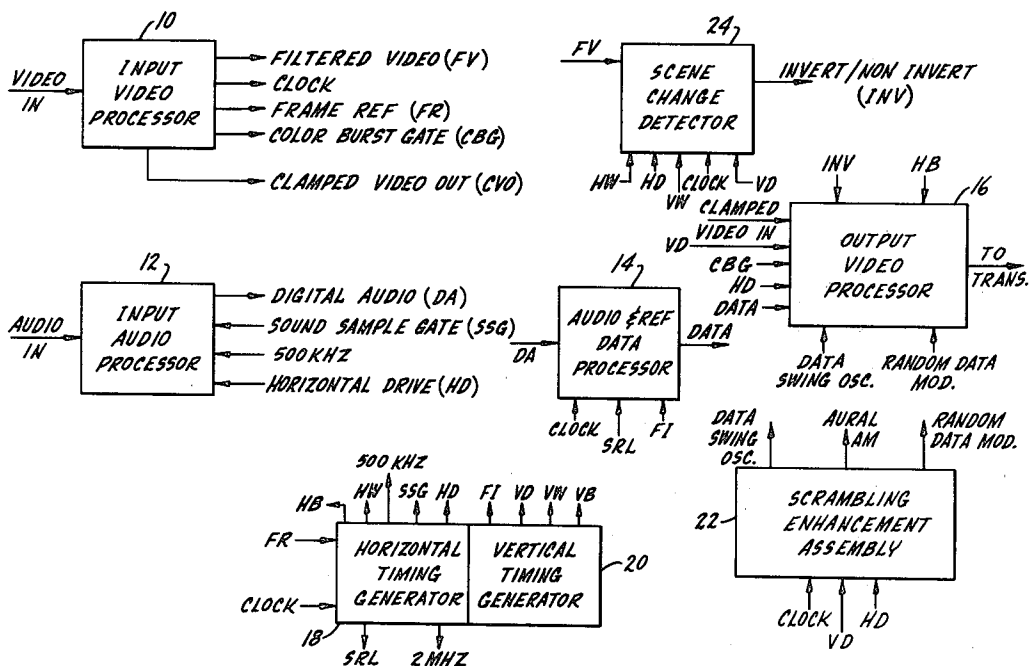 10
VIDEO
IN
INPUT
VIDEO
PROCESSOR
FILTERED VIDEO (FV)
CLOCK
FRAME REF (FR)
COLOR BURST GATE (CBG)
CLAMPED VIDEO OUT (CVO)
24
FV
SCENE
CHANGE
DETECTOR
INVERT/NON INVERT
(INV)
HW
HD
VW
CLOCK
VD
INV
HB
16
CLAMPED
VIDEO IN
VD
CBG
HD
DATA
OUTPUT
VIDEO
PROCESSOR
TO
TRANS.
DATA
SWING OSC.
RANDOM DATA
MOD.
12
AUDIO
IN
INPUT
AUDIO
PROCESSOR
DIGITAL AUDIO (DA)
SOUND SAMPLE GATE (SSG)
500 KHZ
HORIZONTAL DRIVE (HD)
14
DA
AUDIO & REF
DATA
PROCESSOR
DATA
CLOCK
SRL
FI
500 KHZ
HB
HW
SSG
HD
FI
VD
VW
VB
FR
CLOCK
HORIZONTAL
TIMING
GENERATOR
VERTICAL
TIMING
GENERATOR
20
18
SRL
2 MHZ
DATA
SWING
OSC.
AURAL
AM
RANDOM
DATA MOD.
22
SCRAMBLING
ENHANCEMENT
ASSEMBLY
CLOCK
VD
HD